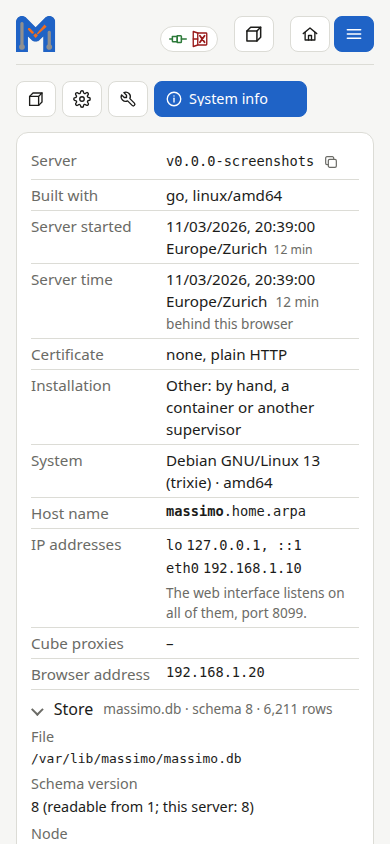 System info
Server v0.0.0-screenshots
Built with go, linux/amd64
Server started 11/03/2026, 20:39:00
Europe/Zurich 12 min
Server time 11/03/2026, 20:39:00
Europe/Zurich 12 min
behind this browser
Certificate none, plain HTTP
Installation Other: by hand, a
container or another
supervisor
System Debian GNU/Linux 13
(trixie) · amd64
Host name massimo.home.arpa
IP addresses lo 127.0.0.1, ::1
eth0 192.168.1.10
The web interface listens on
all of them, port 8099.
Cube proxies –
Browser address 192.168.1.20
Store massimo.db · schema 8 · 6,211 rows
File
/var/lib/massimo/massimo.db
Schema version
8 (readable from 1; this server: 8)
Node